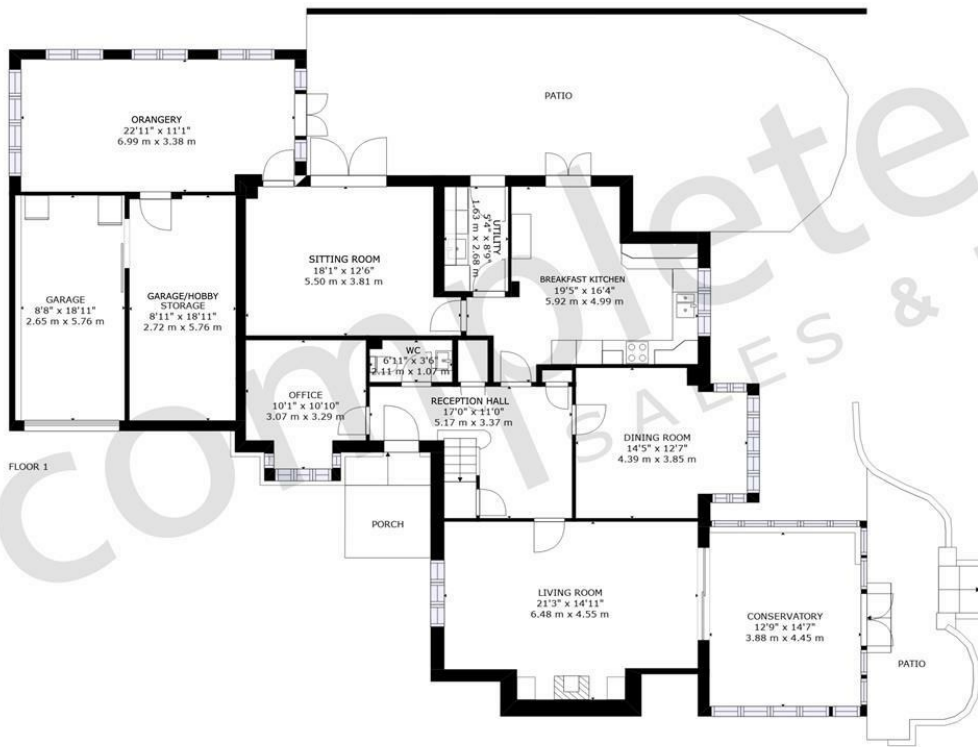 PATIO
ORANGERY
22'11" x 11'1"
6.99 m x 3.38 m
SITTING ROOM
18'1" x 12'6"
5.50 m x 3.81 m
UTILITY
5'4" x 8'9"
1.63 m x 2.68 m
BREAKFAST KITCHEN
19'5" x 16'4"
5.92 m x 4.99 m
GARAGE
8'8" x 18'11"
2.65 m x 5.76 m
GARAGE/HOBBY
STORAGE
8'11" x 18'11"
2.72 m x 5.76 m
WC
6'11" x 3'6"
2.11 m x 1.07 m
OFFICE
10'1" x 10'10"
3.07 m x 3.29 m
RECEPTION HALL
17'0" x 11'0"
5.17 m x 3.37 m
DINING ROOM
14'5" x 12'7"
4.39 m x 3.85 m
FLOOR 1
PORCH
LIVING ROOM
21'3" x 14'11"
6.48 m x 4.55 m
CONSERVATORY
12'9" x 14'7"
3.88 m x 4.45 m
PATIO
complete
SALES &